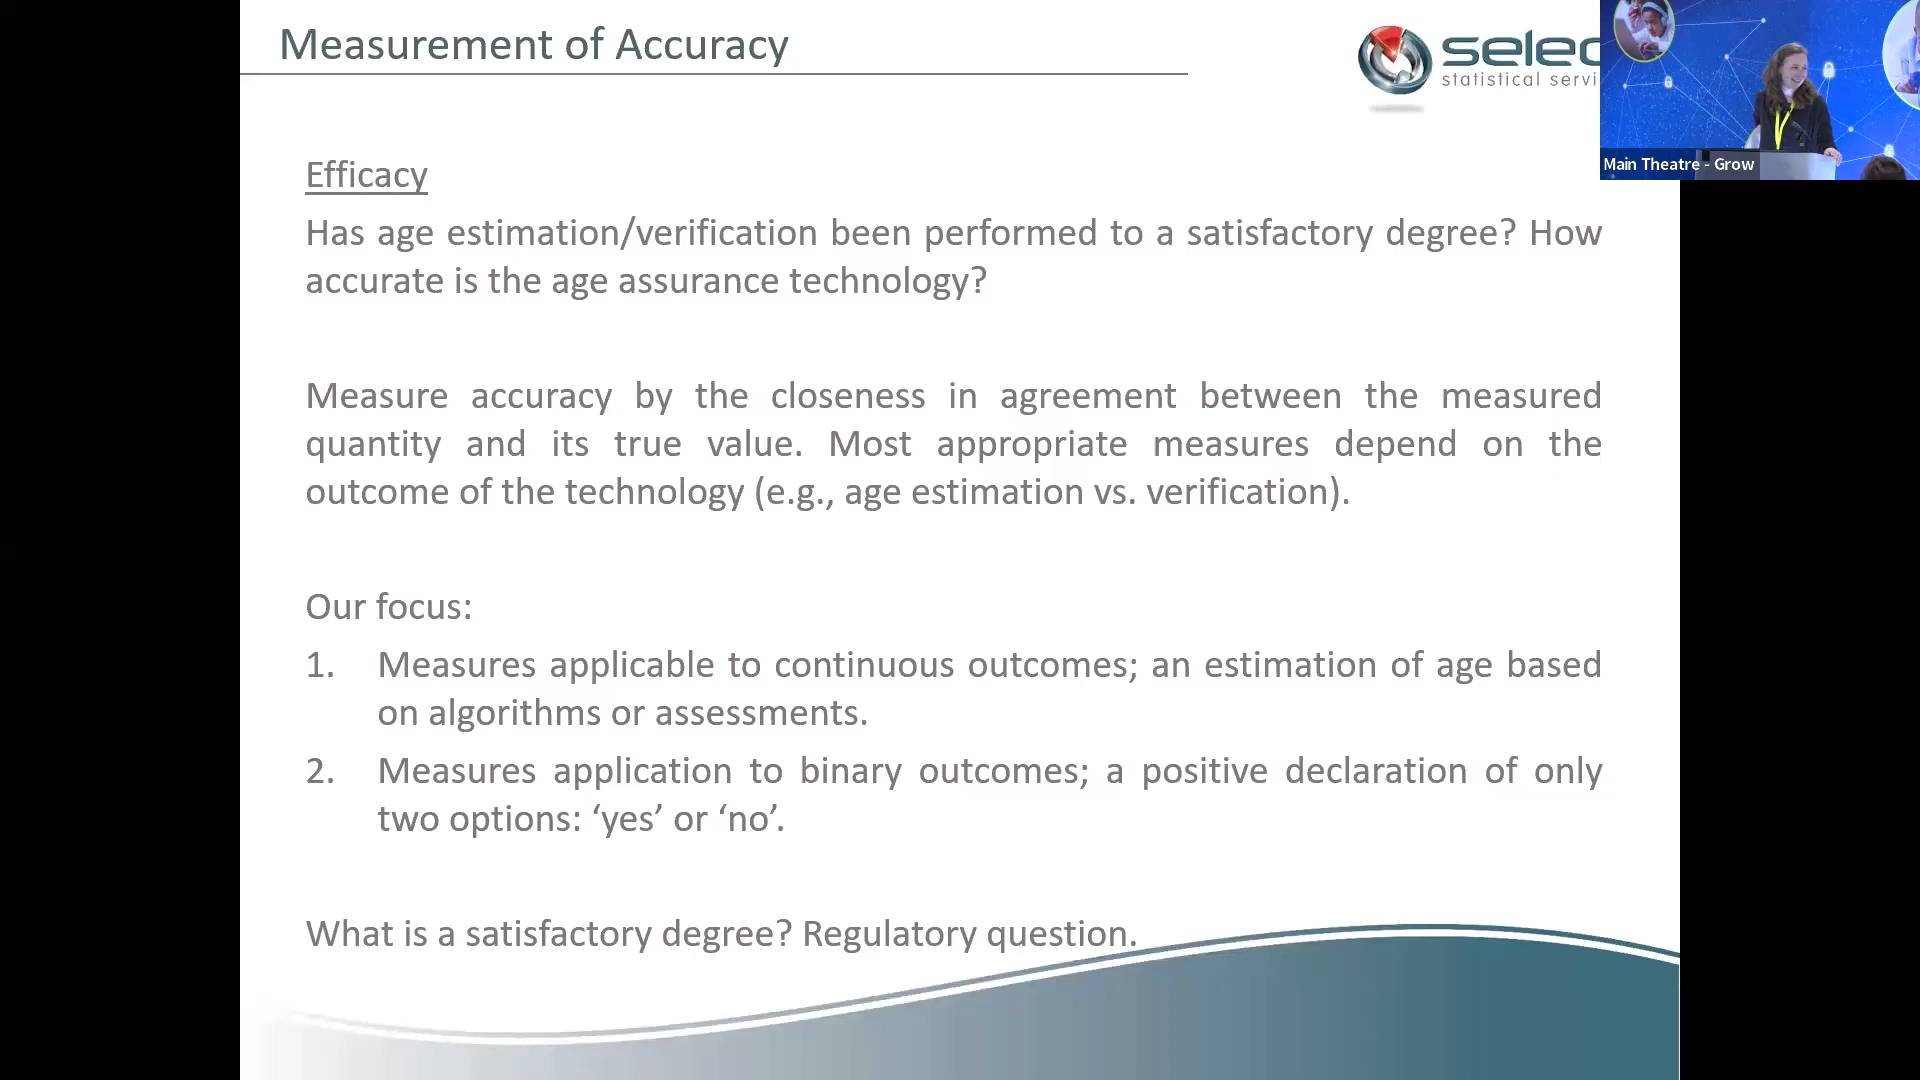 Measurement of Accuracy
selec
statistical servi
Main Theatre - Grow
Efficacy
Has age estimation/verification been performed to a satisfactory degree? How
accurate is the age assurance technology?
Measure accuracy by the closeness in agreement between the measured
quantity and its true value. Most appropriate measures depend on the
outcome of the technology (e.g., age estimation vs. verification).
Our focus:
1. Measures applicable to continuous outcomes; an estimation of age based
on algorithms or assessments.
2. Measures application to binary outcomes; a positive declaration of only
two options: ‘yes’ or ‘no’.
What is a satisfactory degree? Regulatory question.